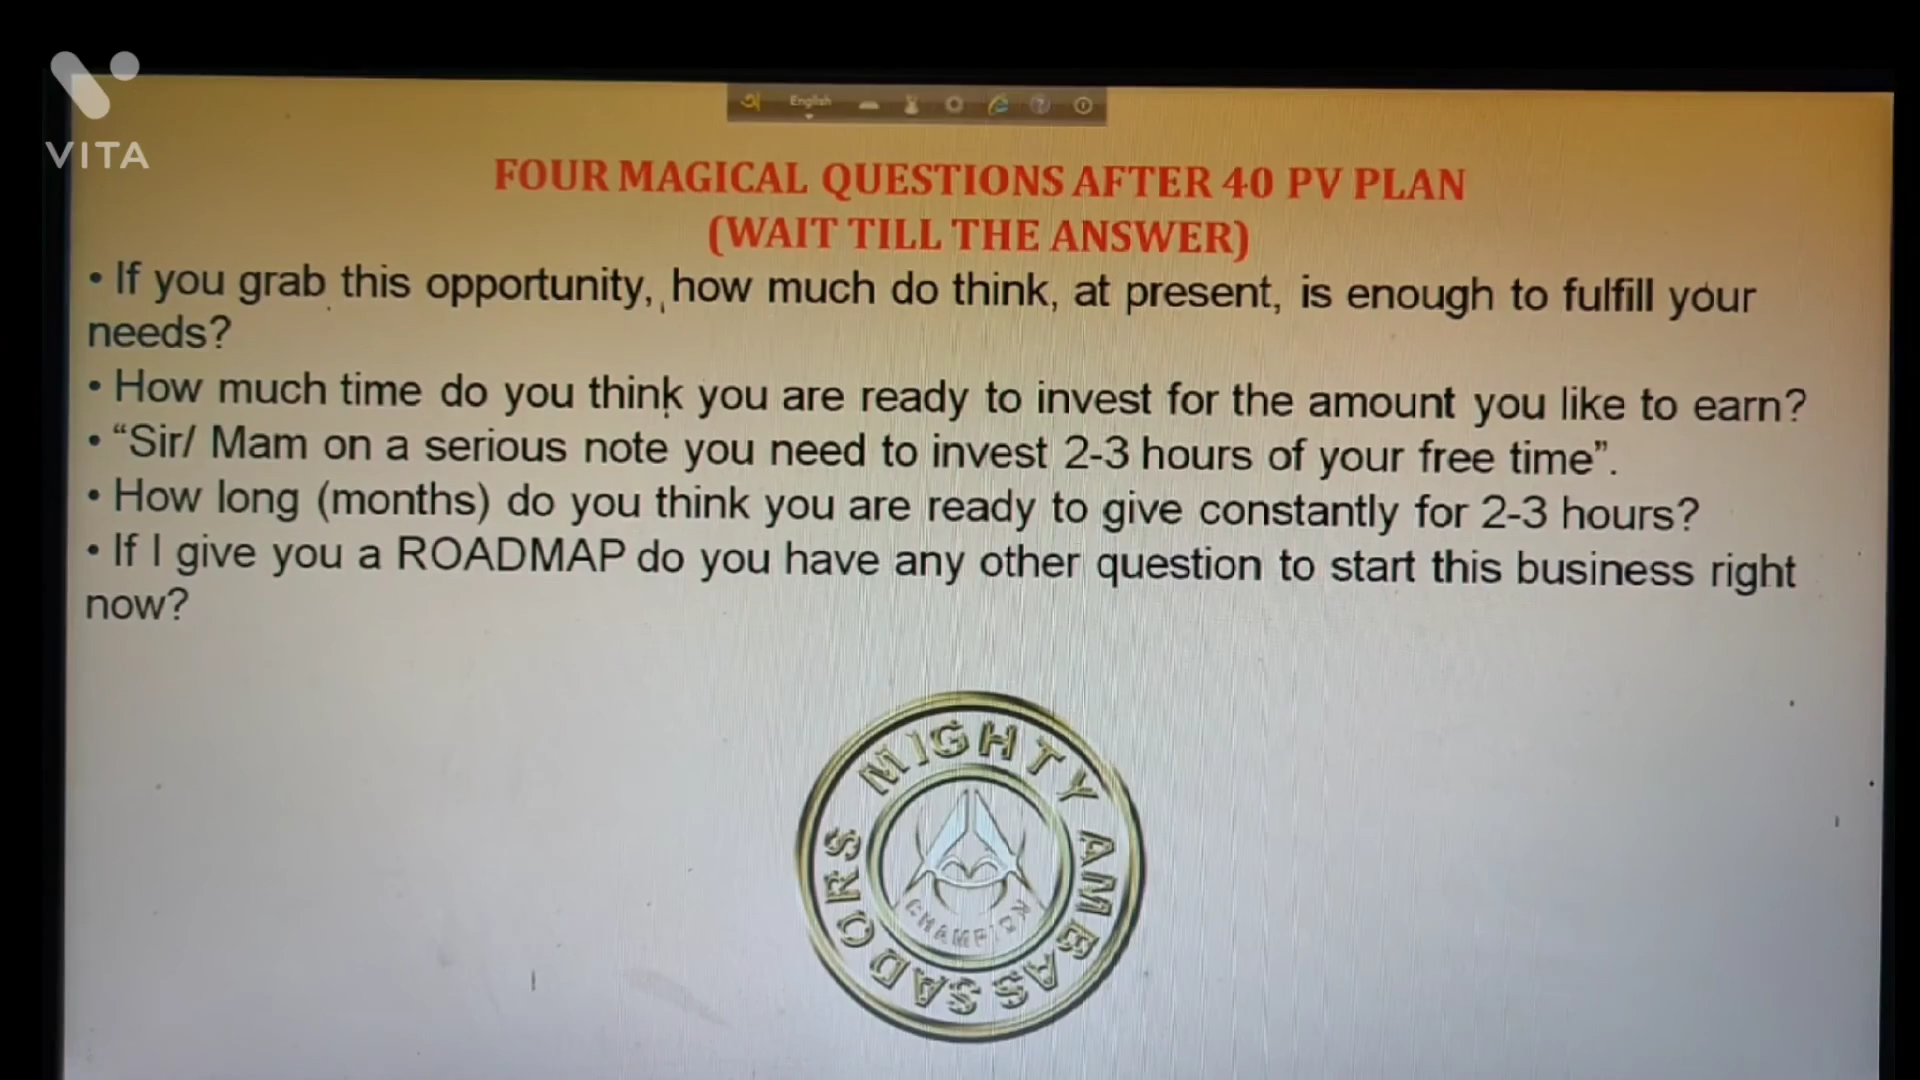 VITA
English
FOUR MAGICAL QUESTIONS AFTER 40 PV PLAN
(WAIT TILL THE ANSWER)
• If you grab this opportunity, how much do think, at present, is enough to fulfill your
needs?
• How much time do you think you are ready to invest for the amount you like to earn?
• “Sir/ Mam on a serious note you need to invest 2-3 hours of your free time”.
• How long (months) do you think you are ready to give constantly for 2-3 hours?
• If I give you a ROADMAP do you have any other question to start this business right
now?
MIGHTY AMBASSADORS
CHAMPION